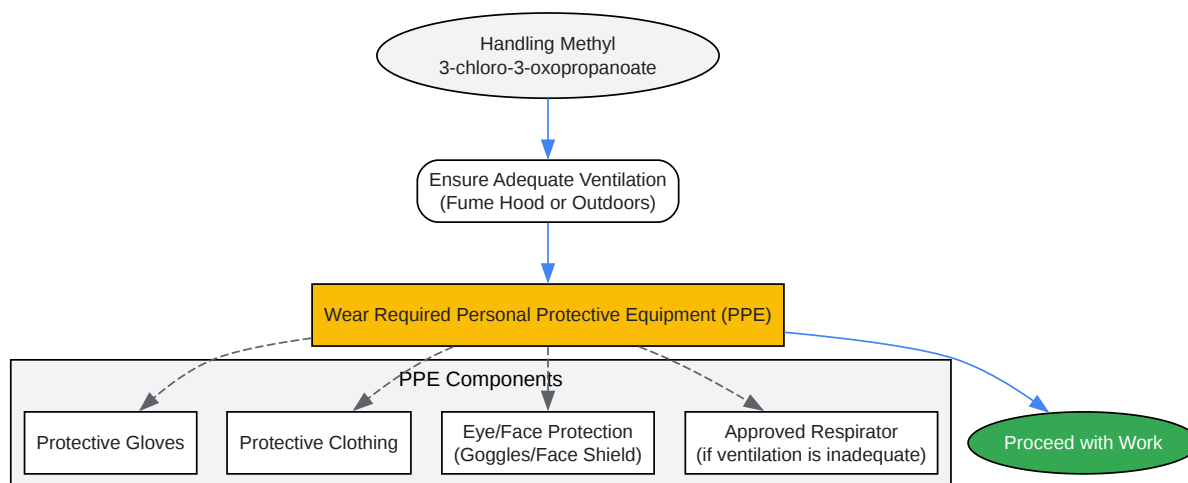 Handling Methyl
3-chloro-3-oxopropanoate
Ensure Adequate Ventilation
(Fume Hood or Outdoors)
Wear Required Personal Protective Equipment (PPE)
PPE Components
Protective Gloves
Protective Clothing
Eye/Face Protection
(Goggles/Face Shield)
Approved Respirator
(if ventilation is inadequate)
Proceed with Work